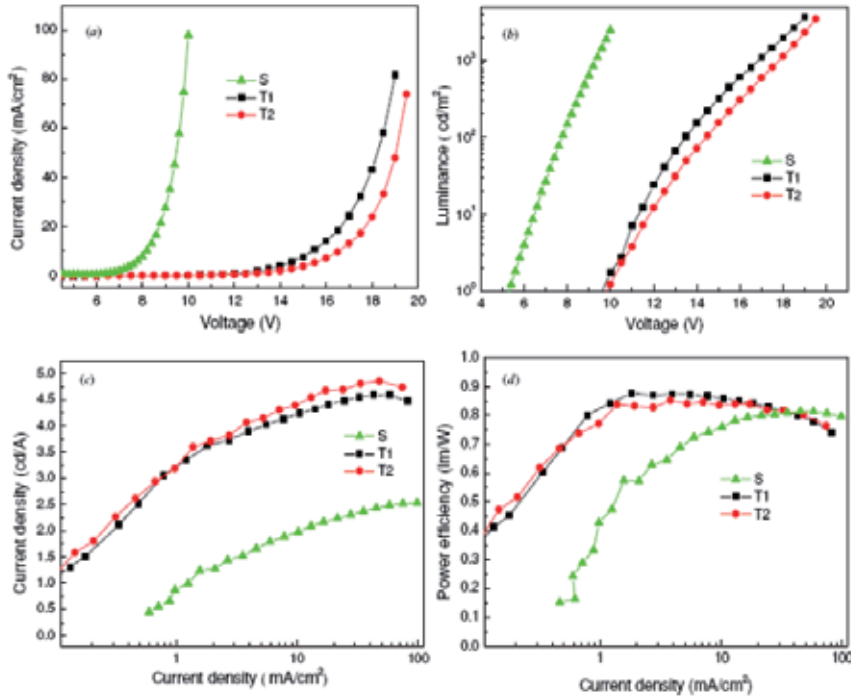 (a)
S
T1
T2
Current density (mA/cm²)
100
80
60
40
20
0
6 8 10 12 14 16 18 20
Voltage (V)
(b)
S
T1
T2
Luminance ( cd/m²)
10³
10²
10¹
10⁰
4 6 8 10 12 14 16 18 20
Voltage (V)
(c)
S
T1
T2
Current density (cd/A)
5.0
4.5
4.0
3.5
3.0
2.5
2.0
1.5
1.0
0.5
0.0
1 10 100
Current density ( mA/cm²)
(d)
S
T1
T2
Power efficiency (lm/W)
1.0
0.9
0.8
0.7
0.6
0.5
0.4
0.3
0.2
0.1
0.0
1 10 100
Current density (mA/cm²)